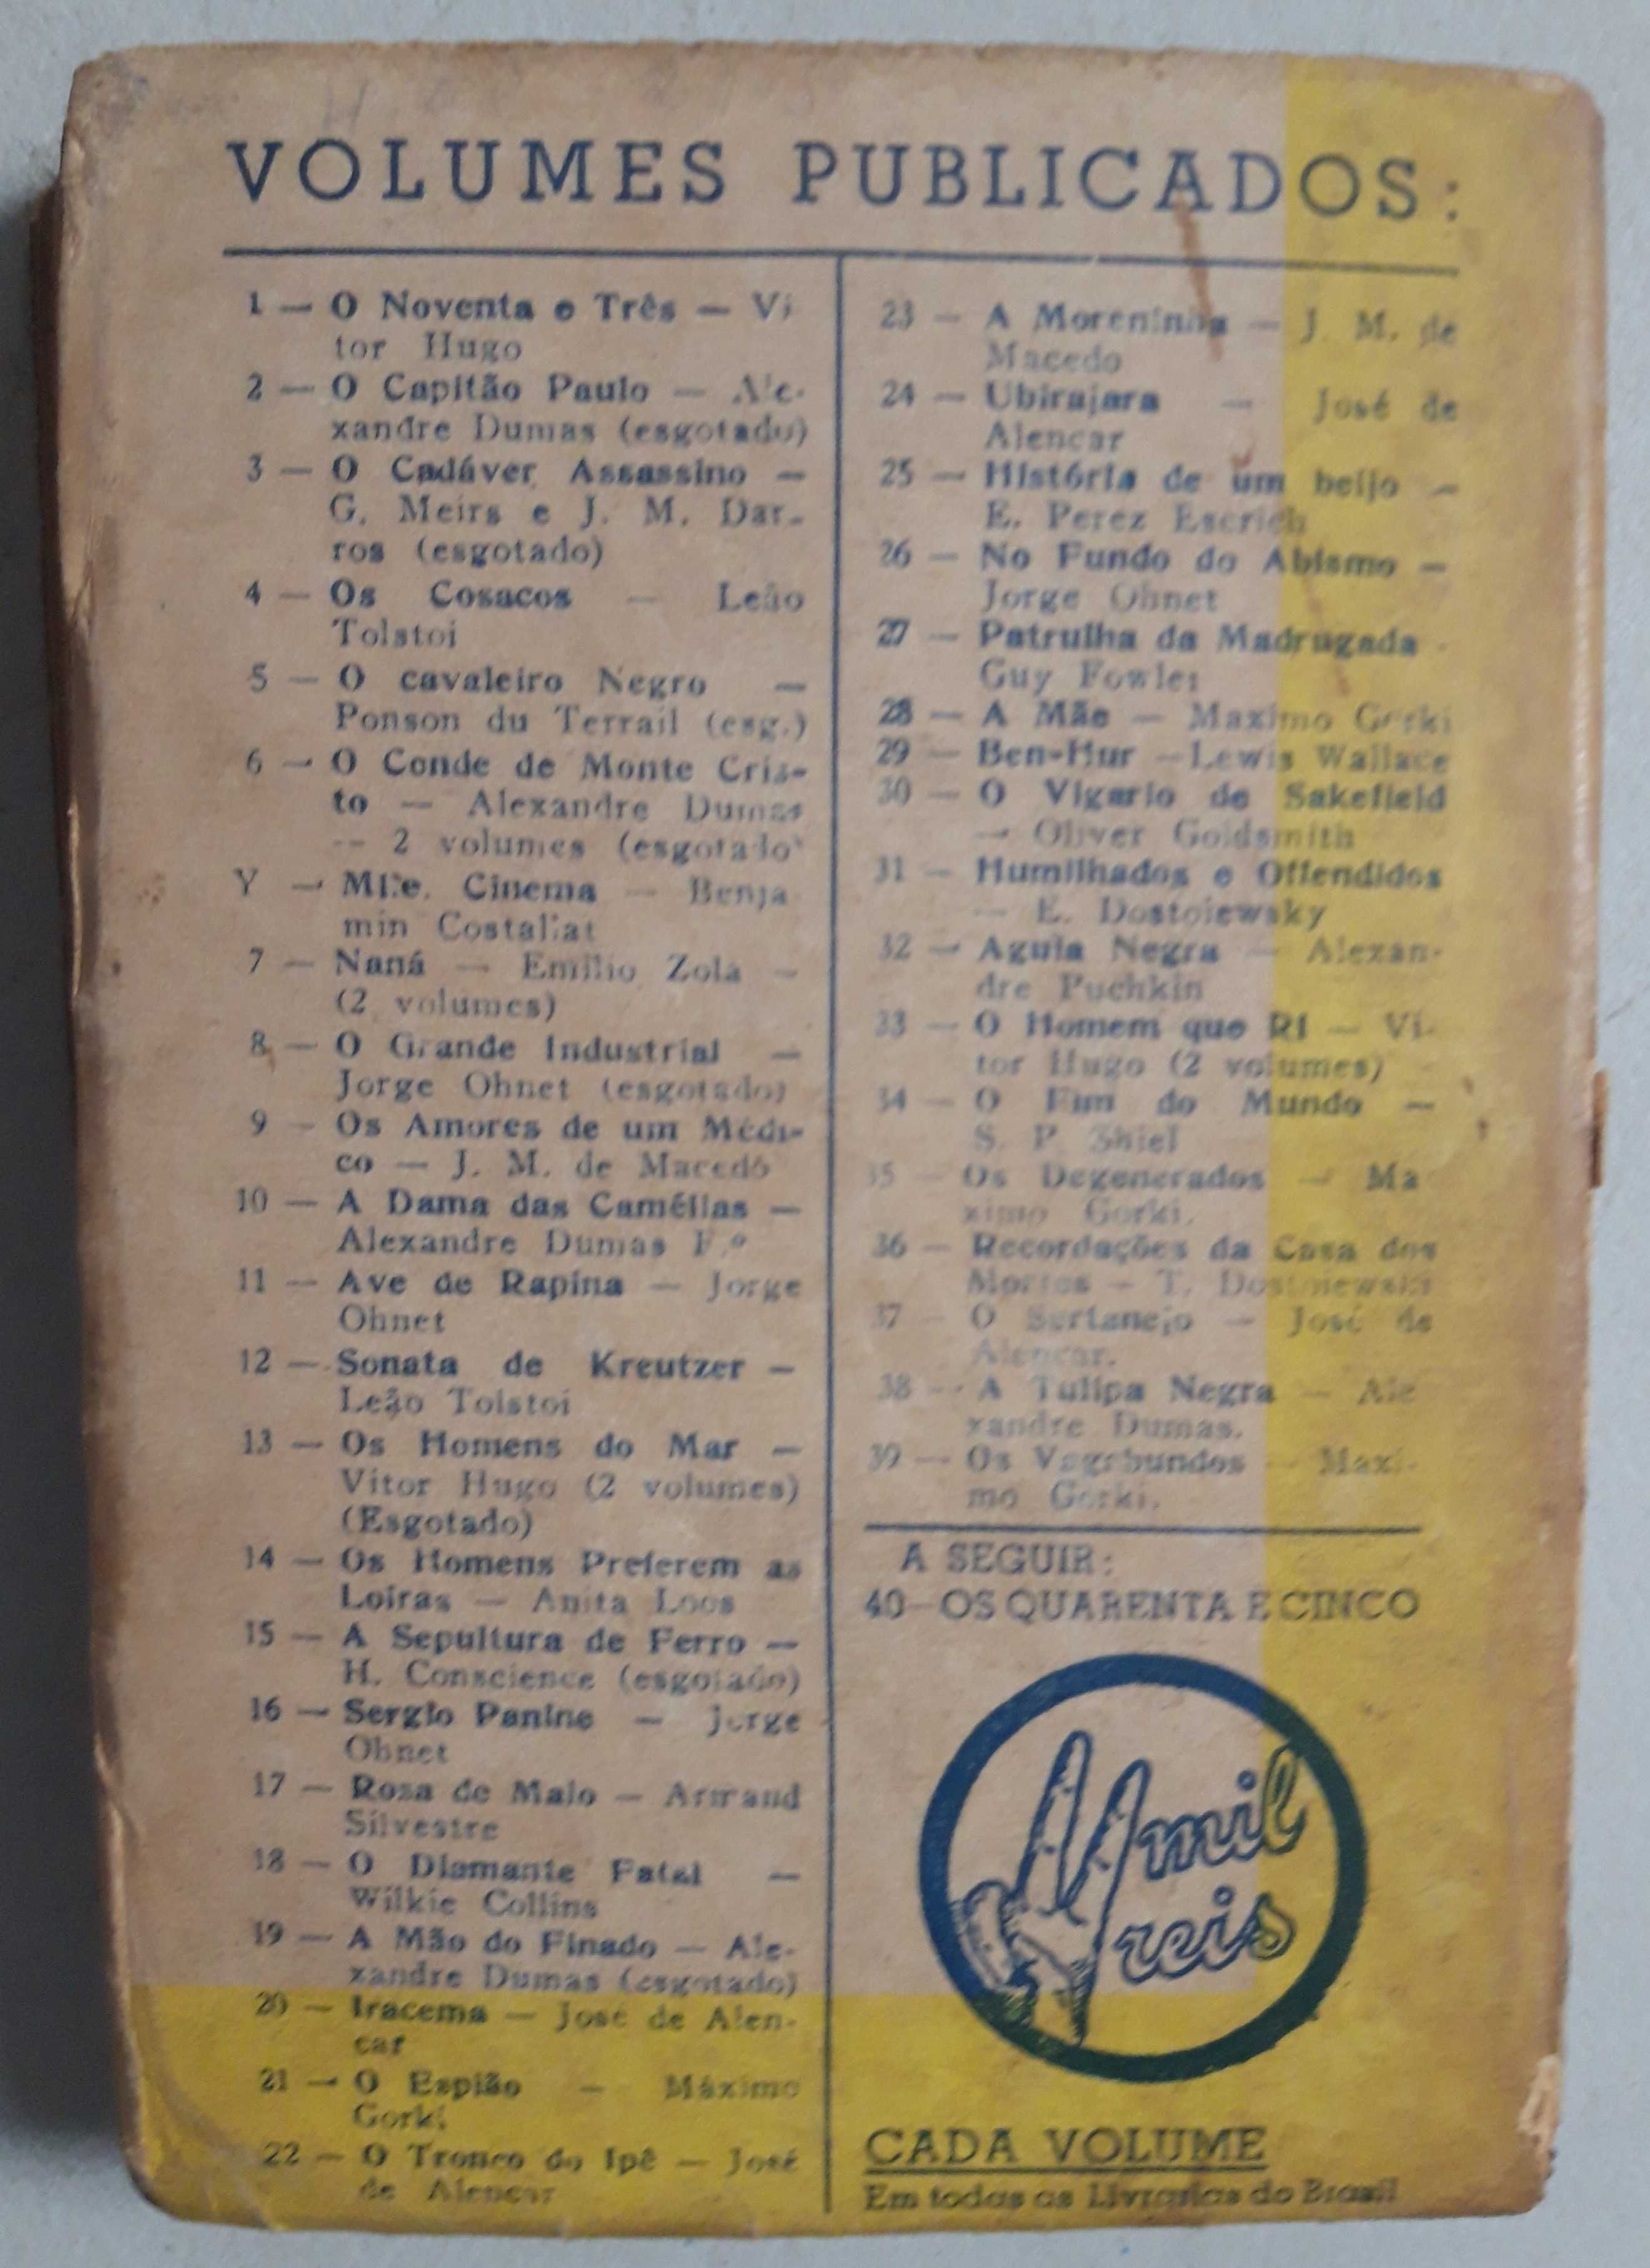 VOLUMES PUBLICADOS:
1 — O Noventa e Três — Vi
tor Hugo
2 — O Capitão Paulo — Ale-
xandre Dumas (esgotado)
3 — O Cadáver Assassino —
G. Meirs e J. M. Dar-
ros (esgotado)
4 — Os Cosacos — Leão
Tolstoi
5 — O cavaleiro Negro —
Ponson du Terrail (esg.)
6 — O Conde de Monte Cris-
to — Alexandre Dumas
— 2 volumes (esgotado)
Y — Mlle. Cinema — Benja
min Costallat
7 — Naná — Emilio Zola —
(2 volumes)
8 — O Grande Industrial —
Jorge Ohnet (esgotado)
9 — Os Amores de um Médi-
co — J. M. de Macedo
10 — A Dama das Camélias —
Alexandre Dumas F.º
11 — Ave de Rapina — Jorge
Ohnet
12 — Sonata de Kreutzer —
Leão Tolstoi
13 — Os Homens do Mar —
Vitor Hugo (2 volumes)
(Esgotado)
14 — Os Homens Preferem as
Loiras — Anita Loos
15 — A Sepultura de Ferro —
H. Conscience (esgotado)
16 — Sergio Panine — Jorge
Ohnet
17 — Rosa de Maio — Armand
Silvestre
18 — O Diamante Fatal —
Wilkie Collins
19 — A Mão do Finado — Ale-
xandre Dumas (esgotado)
20 — Iracema — José de Alen-
car
21 — O Espião — Máximo
Gorki
22 — O Tronco do Ipê — José
de Alencar
23 — A Moreninha — J. M. de
Macedo
24 — Ubirajara — José de
Alencar
25 — História de um beijo —
E. Perez Escrich
26 — No Fundo do Abismo —
Jorge Ohnet
27 — Patrulha da Madrugada -
Guy Fowler
28 — A Mãe — Maximo Gorki
29 — Ben-Hur — Lewis Wallace
30 — O Vigario de Sakefield
— Oliver Goldsmith
31 — Humilhados e Offendidos
— E. Dostoiewsky
32 — Aguia Negra — Alexan-
dre Puchkin
33 — O Homem que Ri — Vi-
tor Hugo (2 volumes)
34 — O Fim do Mundo —
S. P. Shiel
35 — Os Degenerados — Ma
ximo Gorki.
36 — Recordações da Casa dos
Mortos — T. Dostoiewski
37 — O Sertanejo — José de
Alencar.
38 — A Tulipa Negra — Ale
xandre Dumas.
39 — Os Vagabundos — Maxi-
mo Gorki.
A SEGUIR:
40 — OS QUARENTA E CINCO
mil
reis
CADA VOLUME
Em todas as Livrarias do Brasil